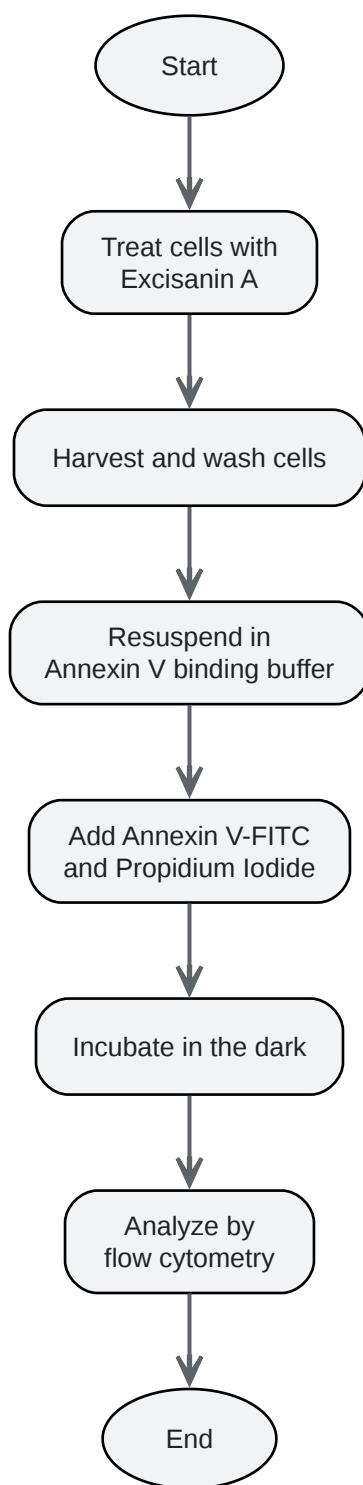 Start
Treat cells with
Excisanin A
Harvest and wash cells
Resuspend in
Annexin V binding buffer
Add Annexin V-FITC
and Propidium Iodide
Incubate in the dark
Analyze by
flow cytometry
End